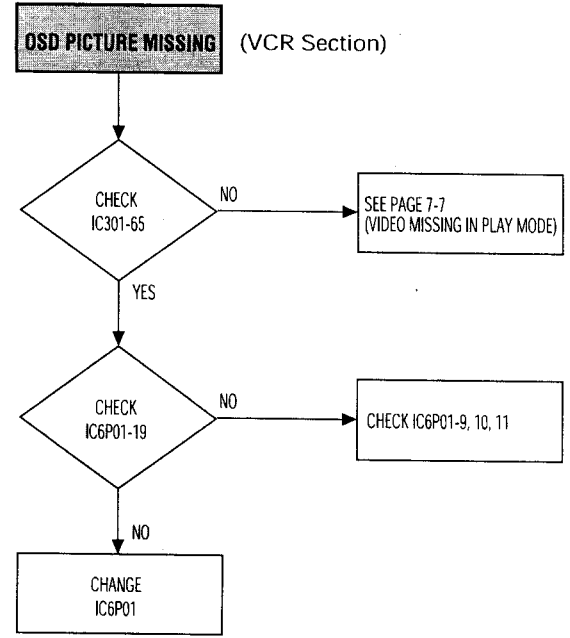 OSD PICTURE MISSING (VCR Section)
CHECK
IC301-65
NO
SEE PAGE 7-7
(VIDEO MISSING IN PLAY MODE)
YES
CHECK
IC6P01-19
NO
CHECK IC6P01-9, 10, 11
NO
CHANGE
IC6P01